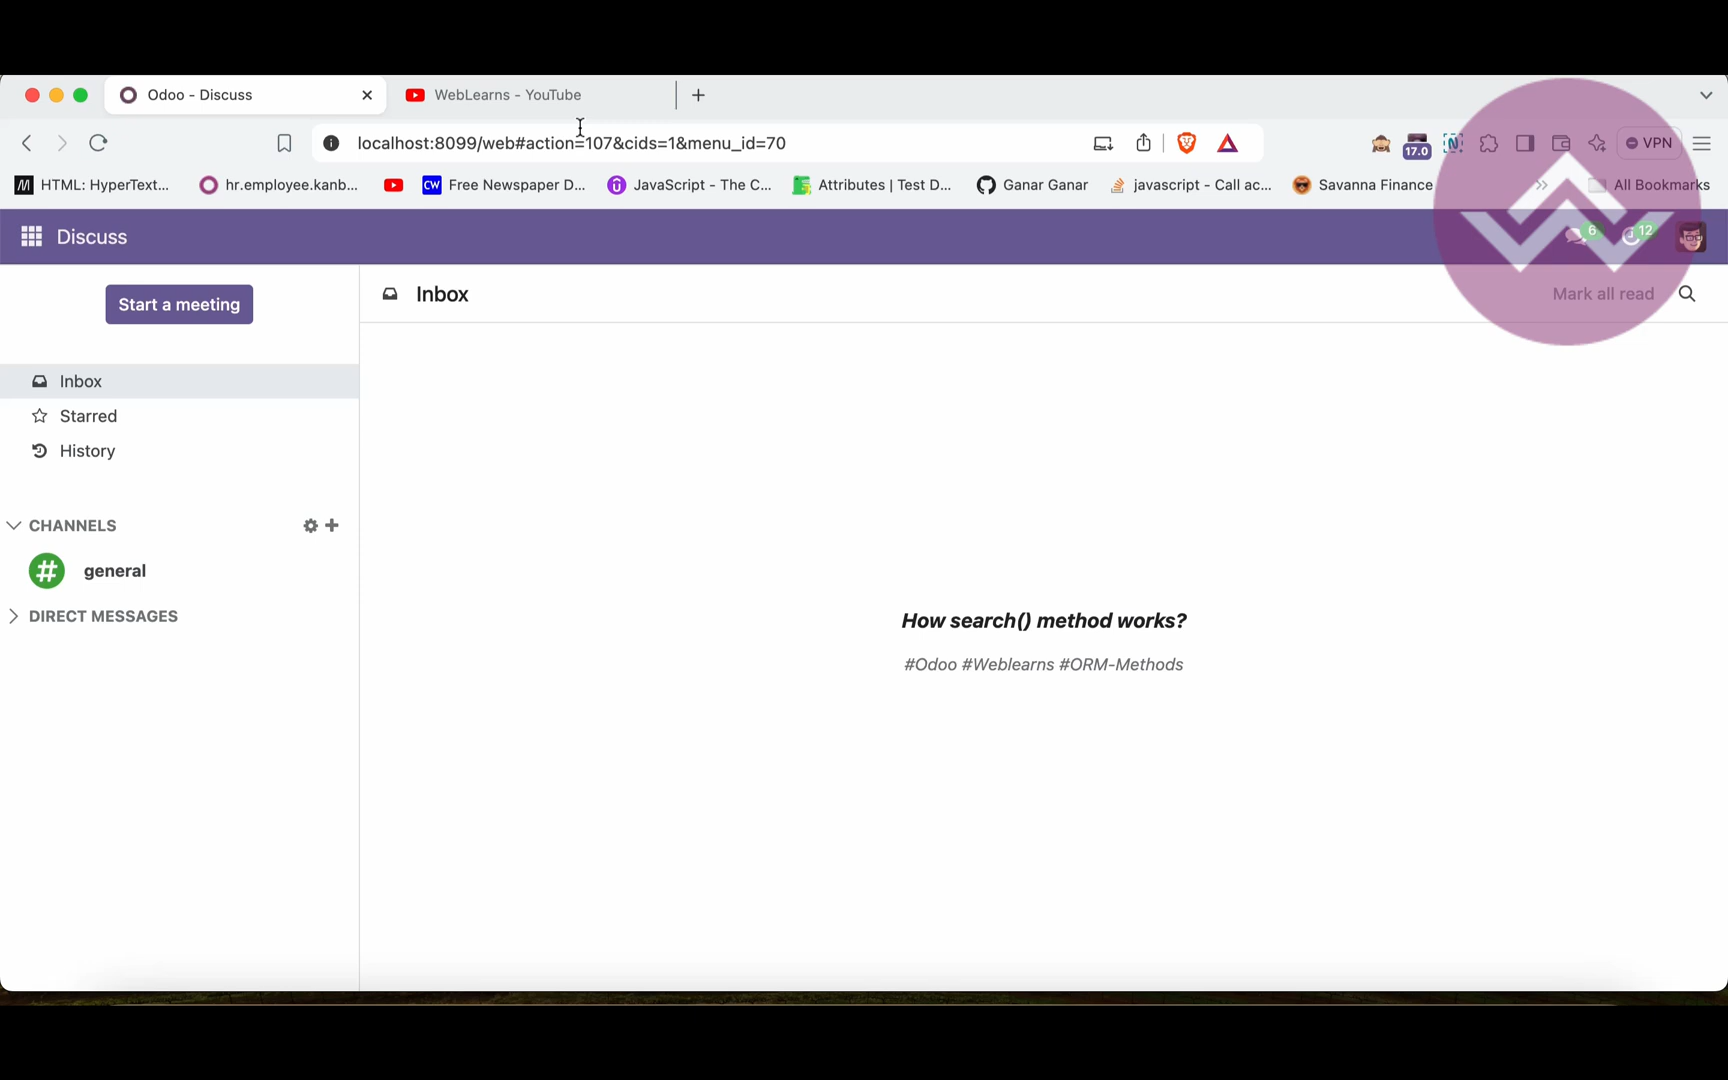 Odoo - Discuss
WebLearns - YouTube
localhost:8099/web#action=107&cids=1&menu_id=70
17.0
VPN
HTML: HyperText...
hr.employee.kanb...
CW Free Newspaper D...
JavaScript - The C...
Attributes | Test D...
Ganar Ganar
javascript - Call ac...
Savanna Finance
All Bookmarks
Discuss
6
12
Start a meeting
Inbox
Mark all read
Inbox
Starred
History
CHANNELS
general
DIRECT MESSAGES
How search() method works?
#Odoo #Weblearns #ORM-Methods